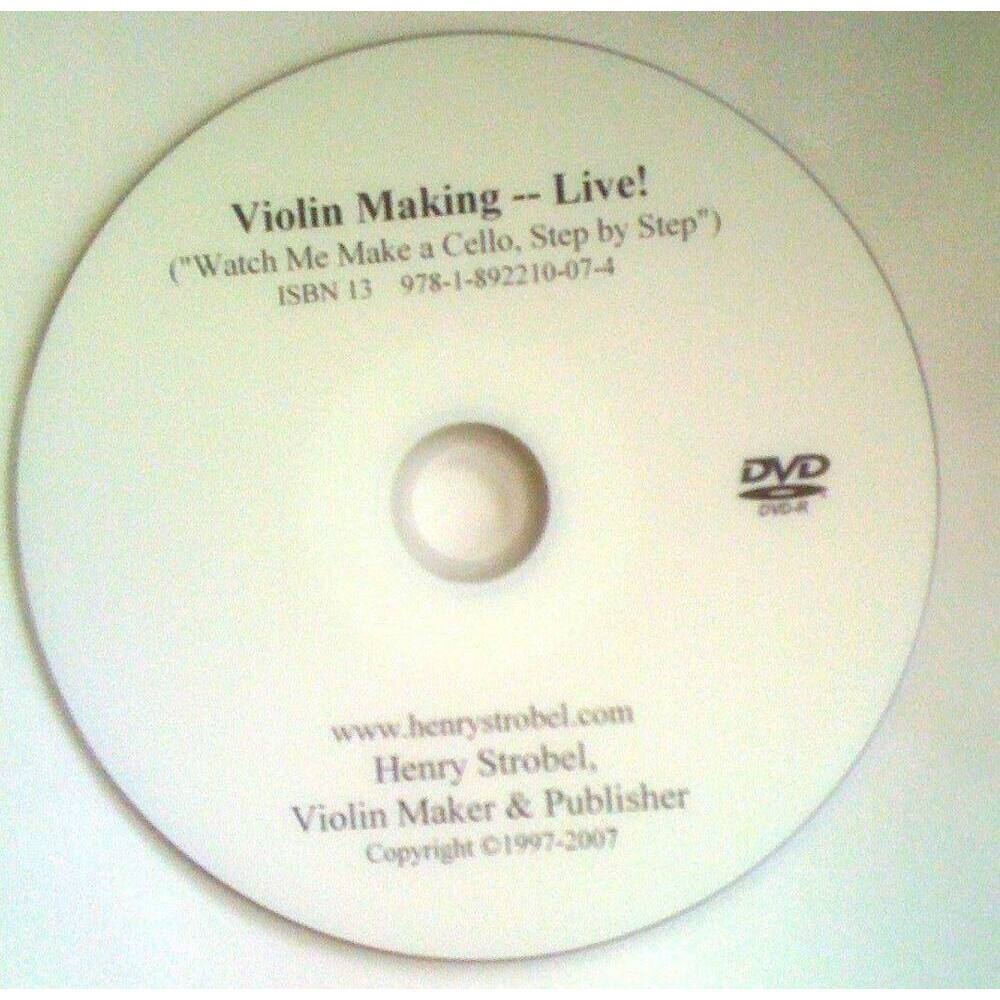 Violin Making -- Live!
("Watch Me Make a Cello, Step by Step")
ISBN 13 978-1-892210-07-4
DVD
DVD-R
www.henrystrobel.com
Henry Strobel,
Violin Maker & Publisher
Copyright ©1997-2007